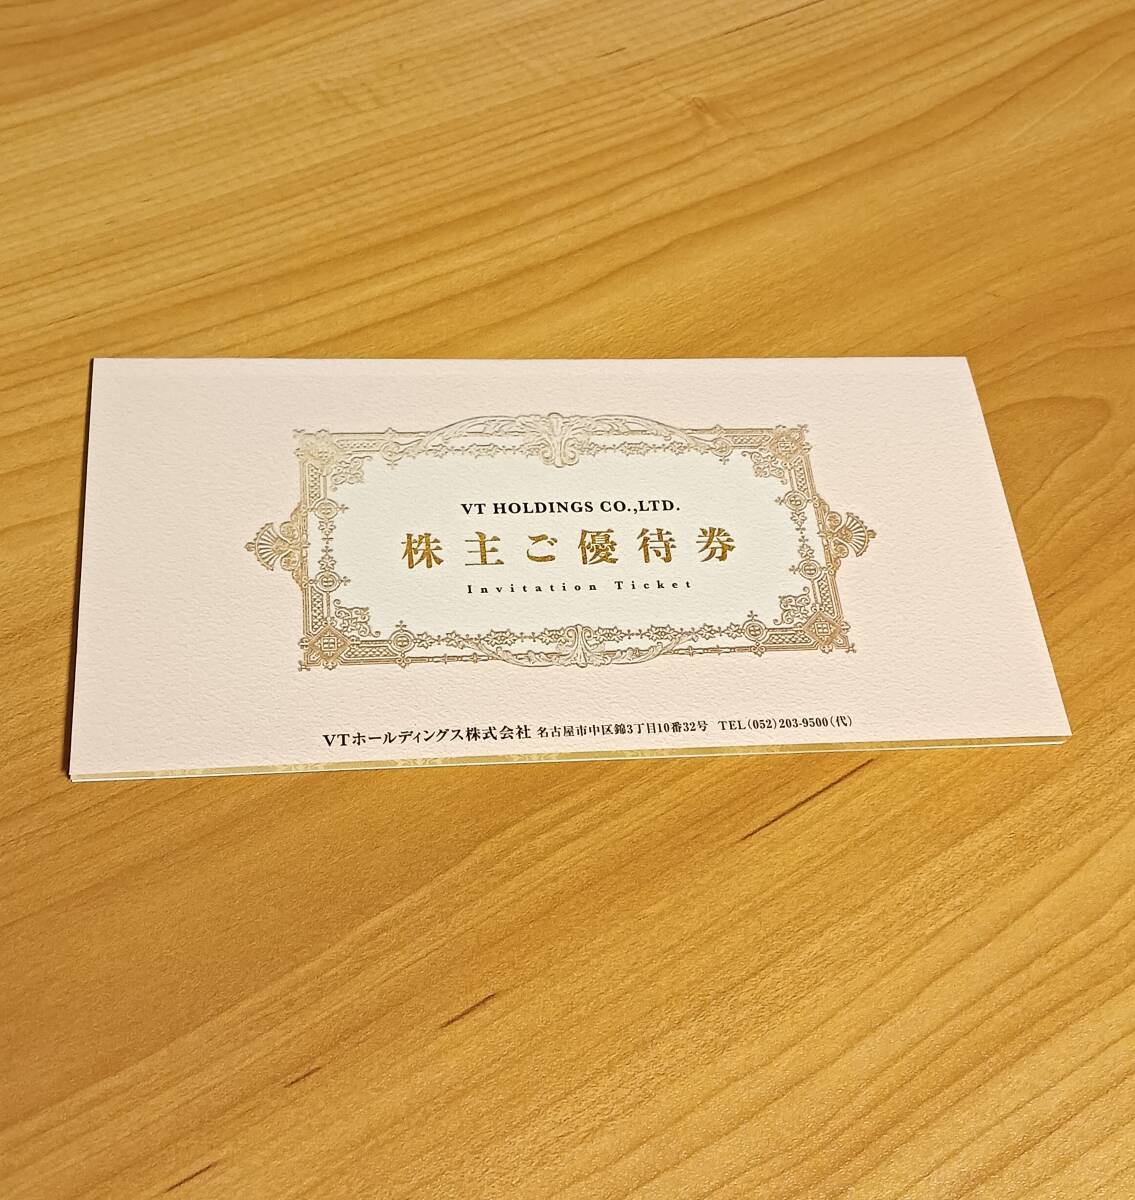 VT HOLDINGS CO.,LTD.
株主ご優待券
Invitation Ticket
VTホールディングス株式会社 名古屋市中区錦3丁目10番32号 TEL(052)203-9500(代)